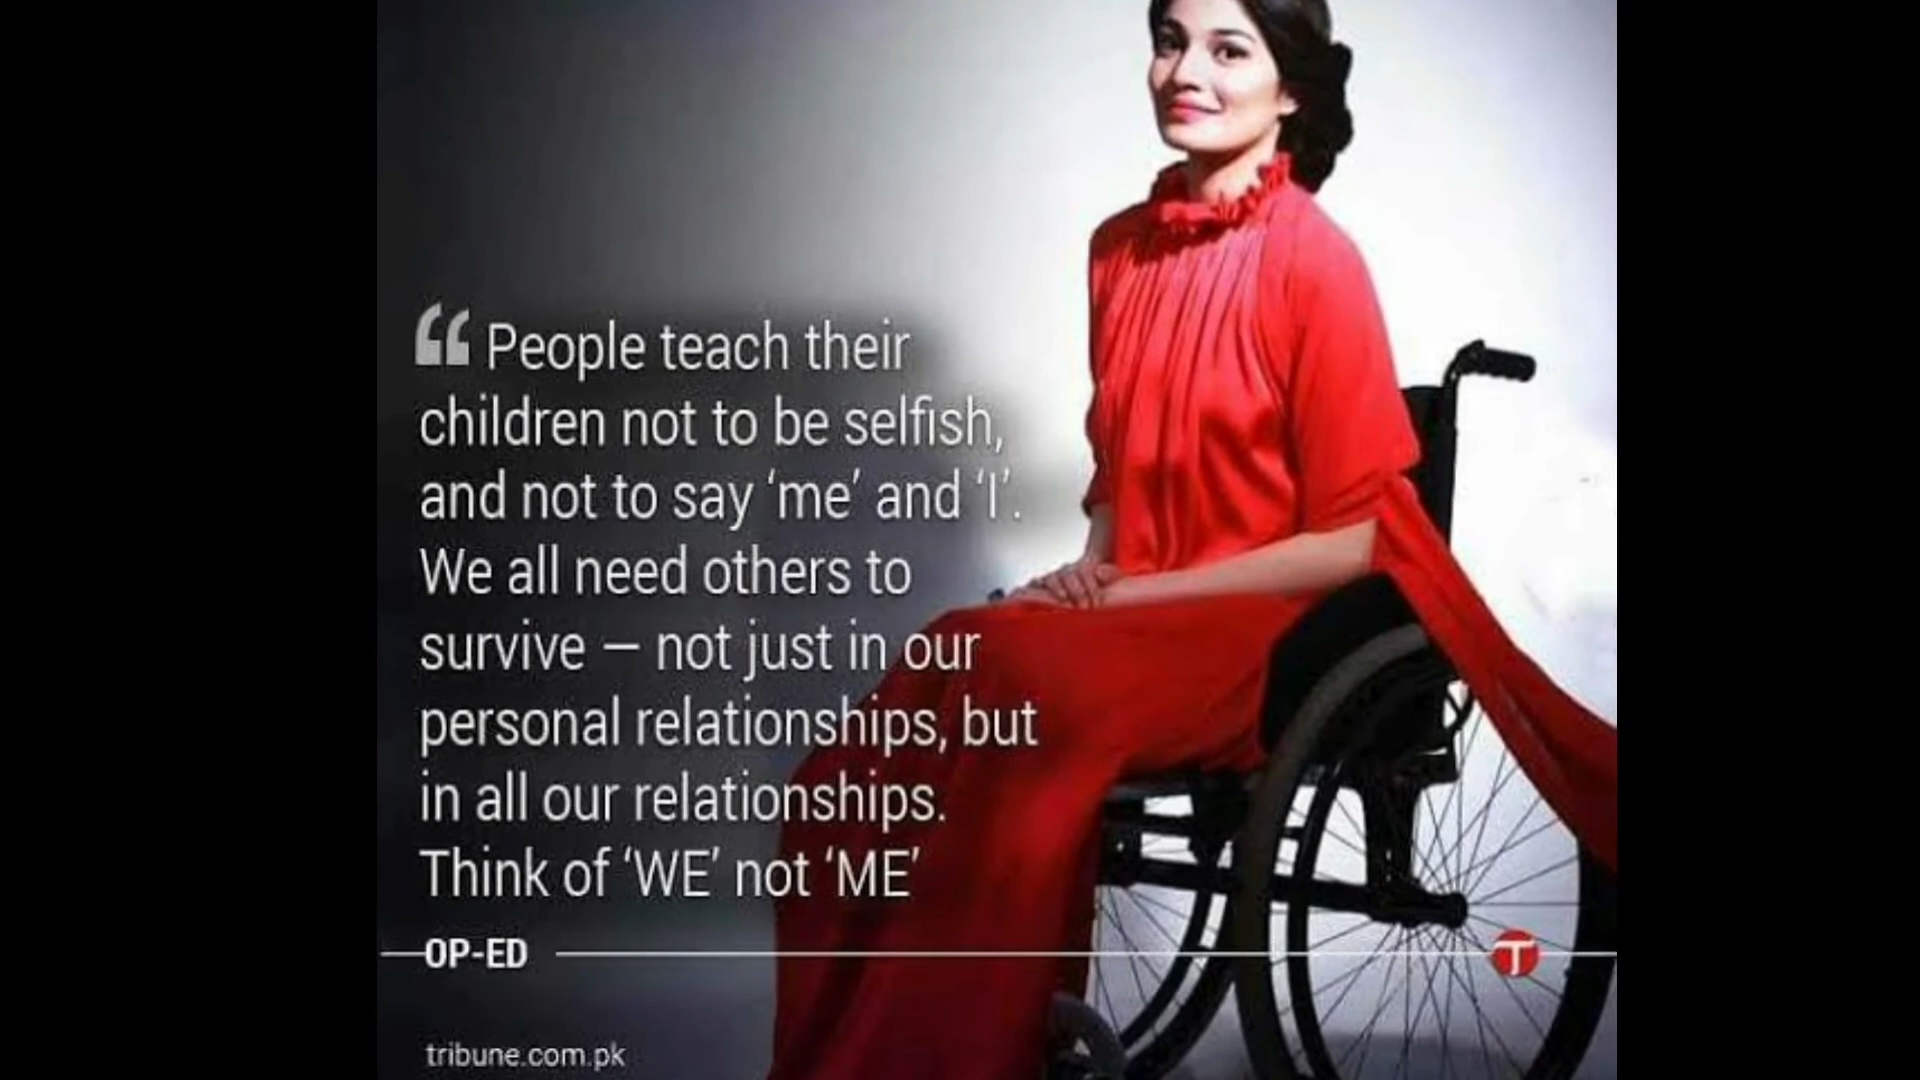 “ People teach their
children not to be selfish,
and not to say ‘me’ and ‘I’.
We all need others to
survive — not just in our
personal relationships, but
in all our relationships.
Think of ‘WE’ not ‘ME’
OP-ED
T
tribune.com.pk